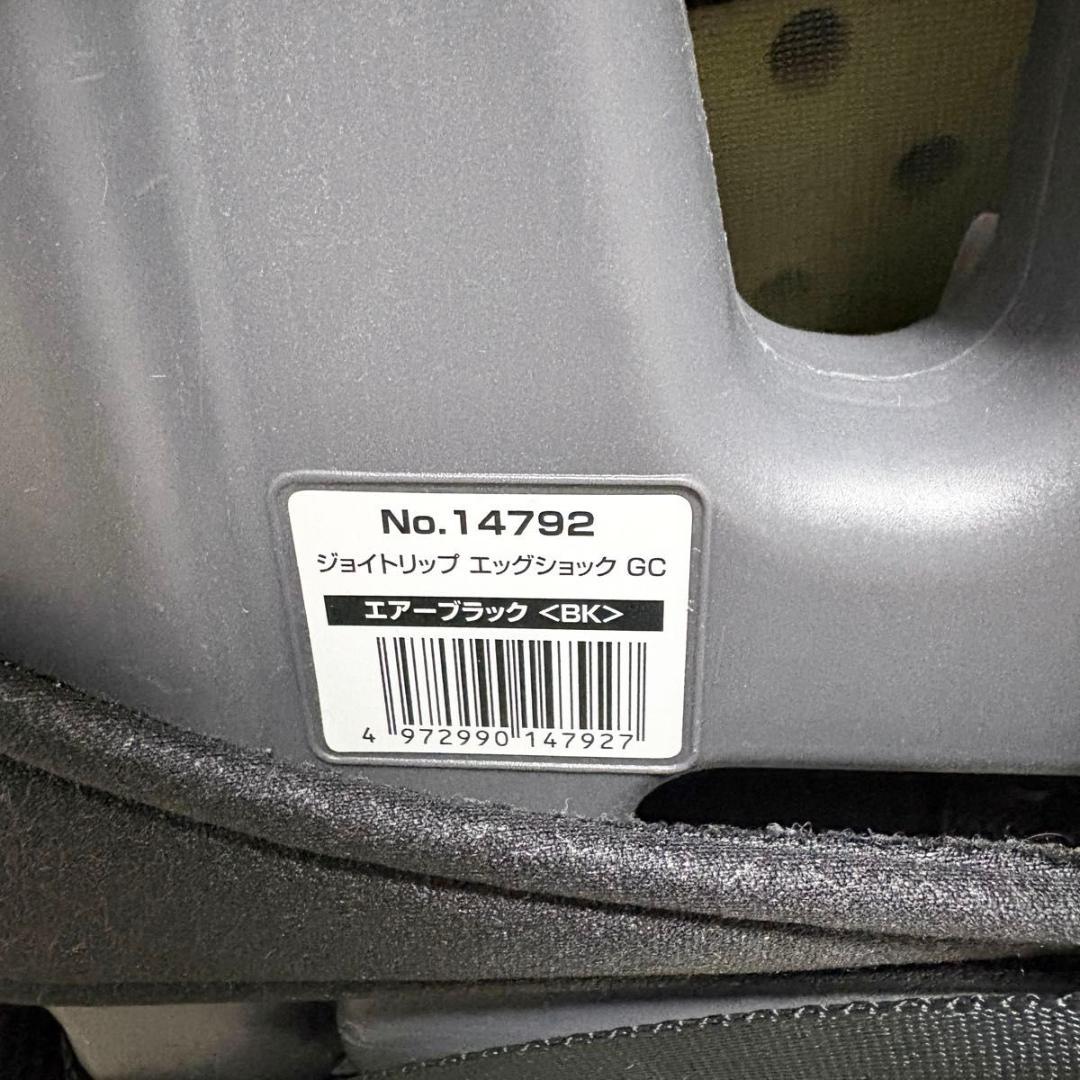 No.14792
ジョイトリップ エッグショック GC
エアーブラック <BK>
4 972990 147927